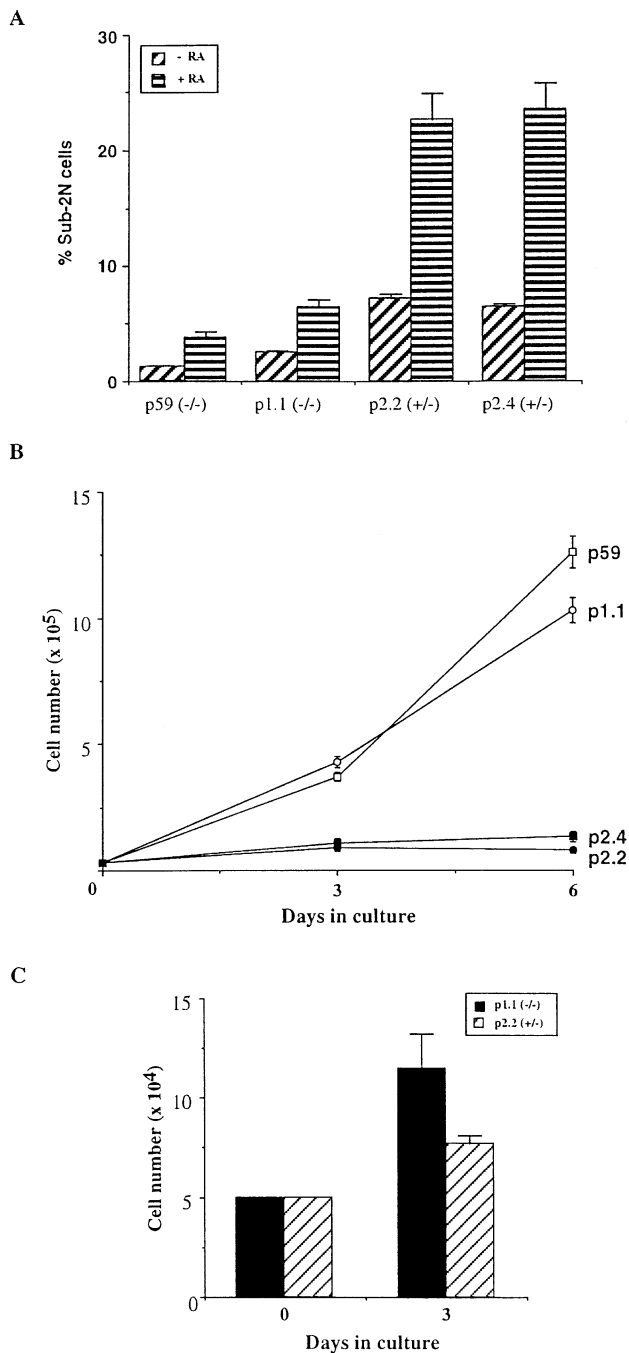 A
30
20
10
0
% Sub-2N cells
- RA
+ RA
p59 (-/-) p1.1 (-/-) p2.2 (+/-) p2.4 (+/-)
B
15
10
5
Cell number (x 10⁵)
p59
p1.1
p2.4
p2.2
0 3 6
Days in culture
C
15
10
5
0
Cell number (x 10⁴)
p1.1 (-/-)
p2.2 (+/-)
0 3
Days in culture